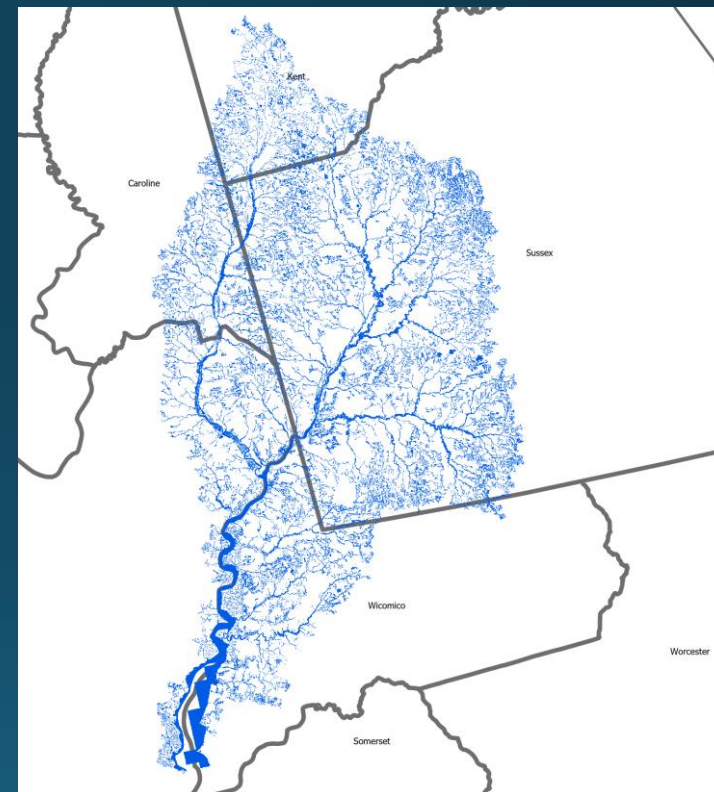 Kent
Caroline
Sussex
Wicomico
Worcester
Somerset